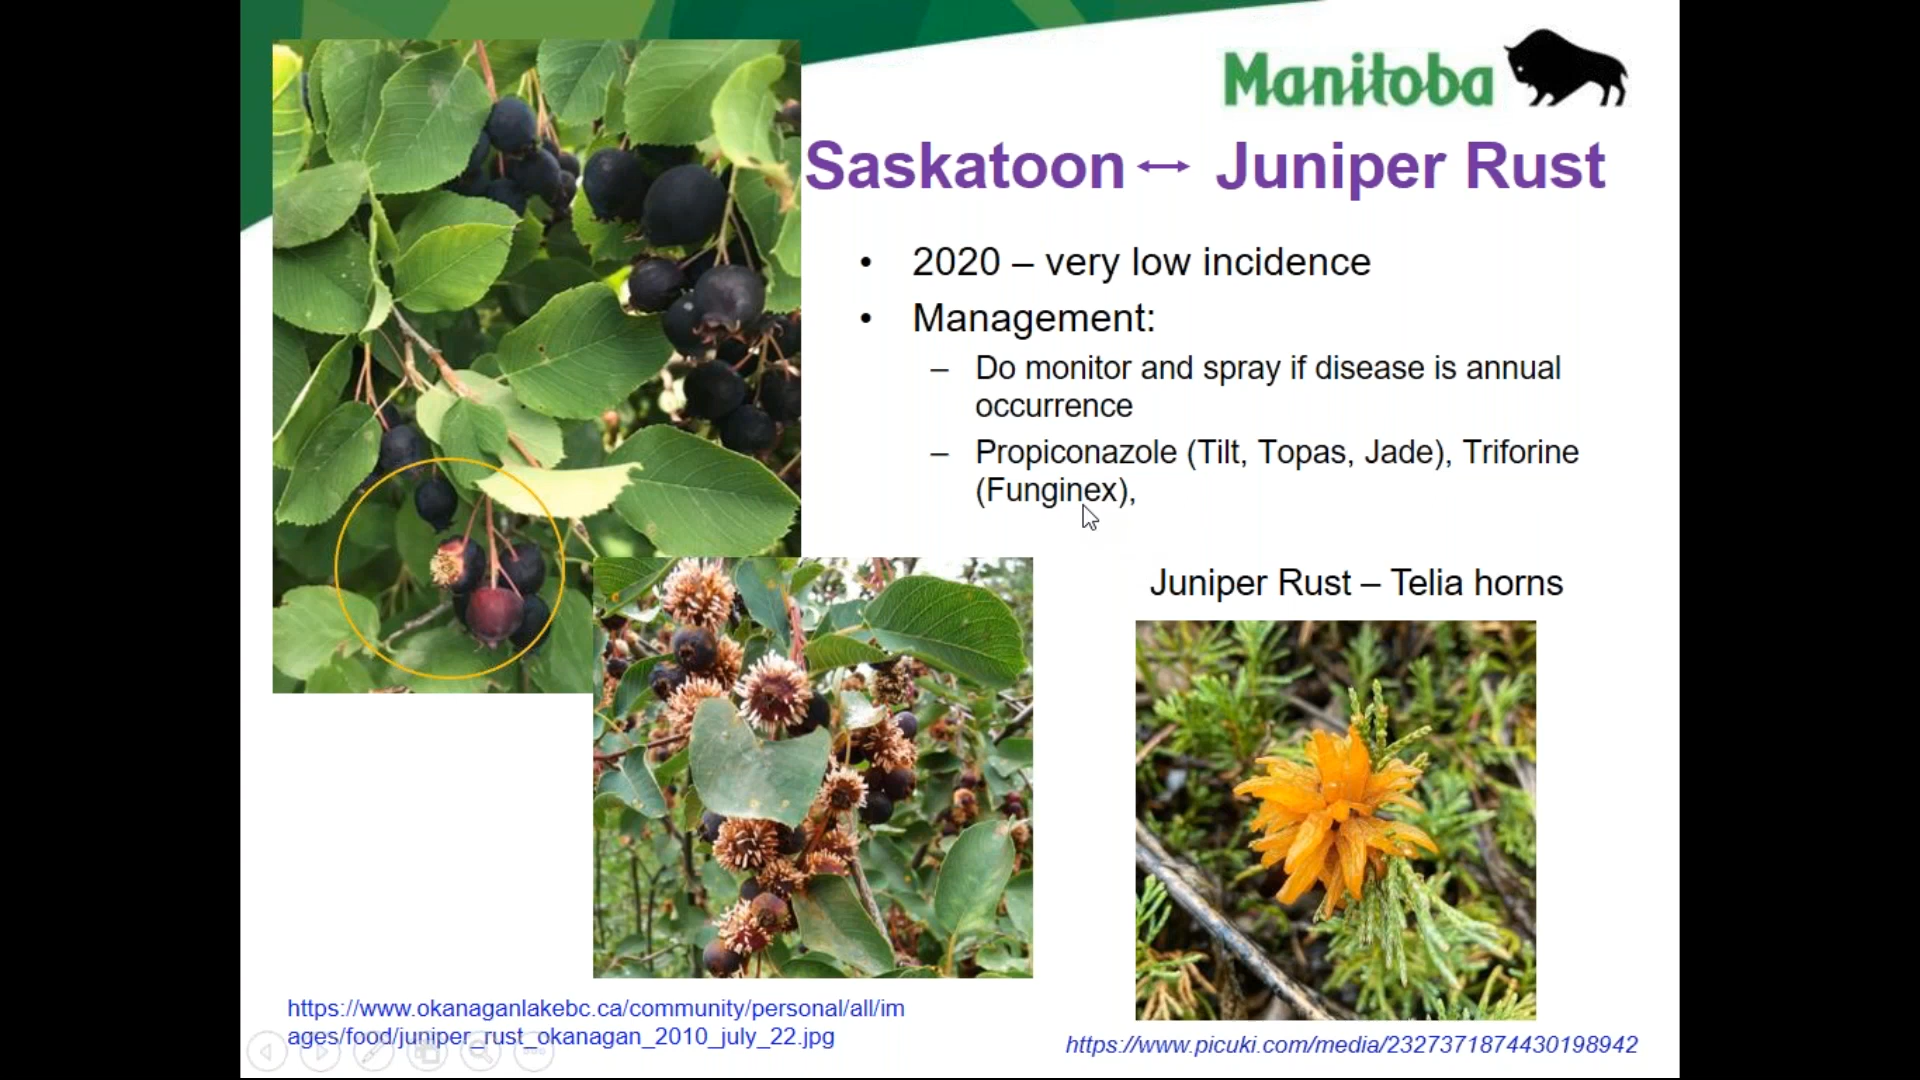 Manitoba
Saskatoon ↔ Juniper Rust
• 2020 – very low incidence
• Management:
– Do monitor and spray if disease is annual
occurrence
– Propiconazole (Tilt, Topas, Jade), Triforine
(Funginex),
Juniper Rust – Telia horns
https://www.okanaganlakebc.ca/community/personal/all/im
ages/food/juniper_rust_okanagan_2010_july_22.jpg
https://www.picuki.com/media/2327371874430198942